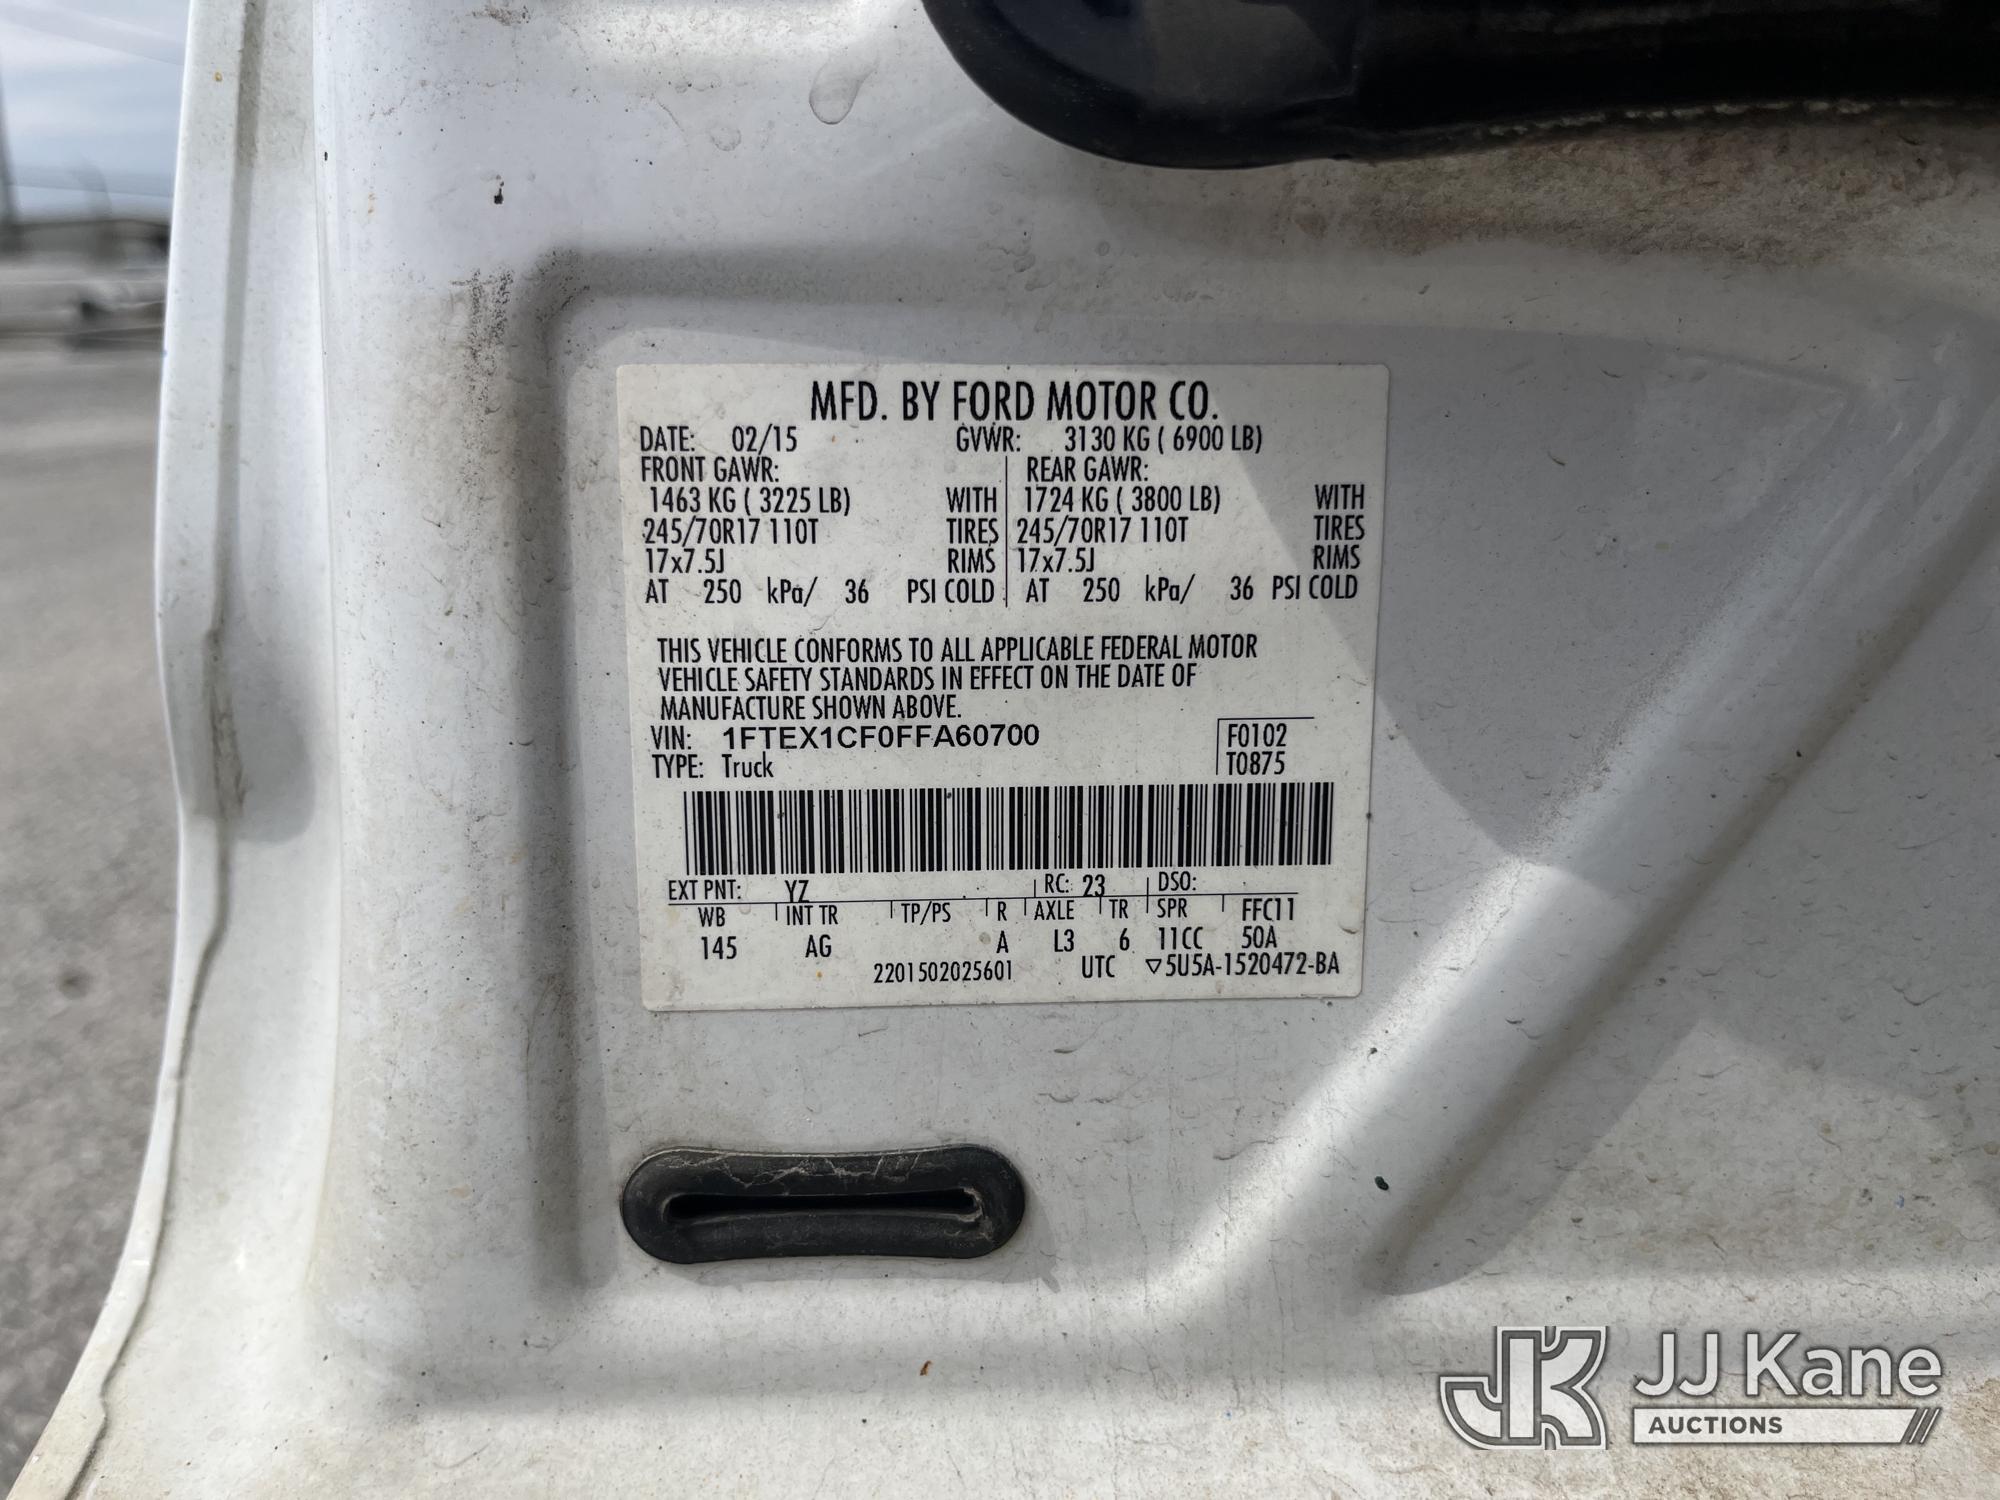 MFD. BY FORD MOTOR CO.
DATE: 02/15 GVWR: 3130 KG ( 6900 LB)
FRONT GAWR: REAR GAWR:
1463 KG ( 3225 LB) WITH 1724 KG ( 3800 LB) WITH
245/70R17 110T TIRES 245/70R17 110T TIRES
17x7.5J RIMS 17x7.5J RIMS
AT 250 kPa/ 36 PSI COLD AT 250 kPa/ 36 PSI COLD
THIS VEHICLE CONFORMS TO ALL APPLICABLE FEDERAL MOTOR
VEHICLE SAFETY STANDARDS IN EFFECT ON THE DATE OF
MANUFACTURE SHOWN ABOVE.
VIN: 1FTEX1CF0FFA60700 F0102
TYPE: Truck T0875
EXT PNT: YZ RC: 23 DSO:
WB INT TR TP/PS R AXLE TR SPR FFC11
145 AG A L3 6 11CC 50A
2201502025601 UTC ▽5U5A-1520472-BA
JK JJ Kane
AUCTIONS